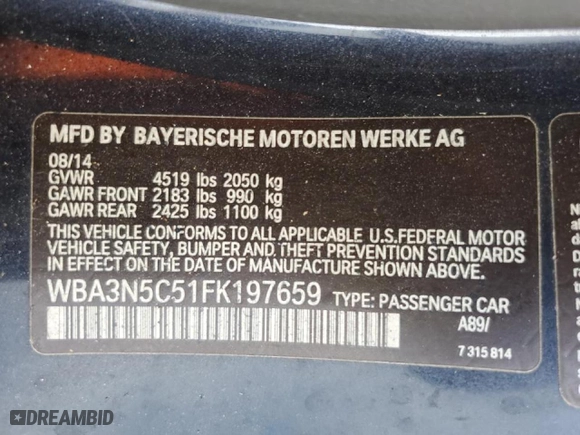 MFD BY BAYERISCHE MOTOREN WERKE AG
08/14
GVWR 4519 lbs 2050 kg
GAWR FRONT 2183 lbs 990 kg
GAWR REAR 2425 lbs 1100 kg
THIS VEHICLE CONFORMS TO ALL APPLICABLE U.S. FEDERAL MOTOR
VEHICLE SAFETY, BUMPER AND THEFT PREVENTION STANDARDS
IN EFFECT ON THE DATE OF MANUFACTURE SHOWN ABOVE.
WBA3N5C51FK197659 TYPE: PASSENGER CAR
A89/
7 315 814
DREAMBID